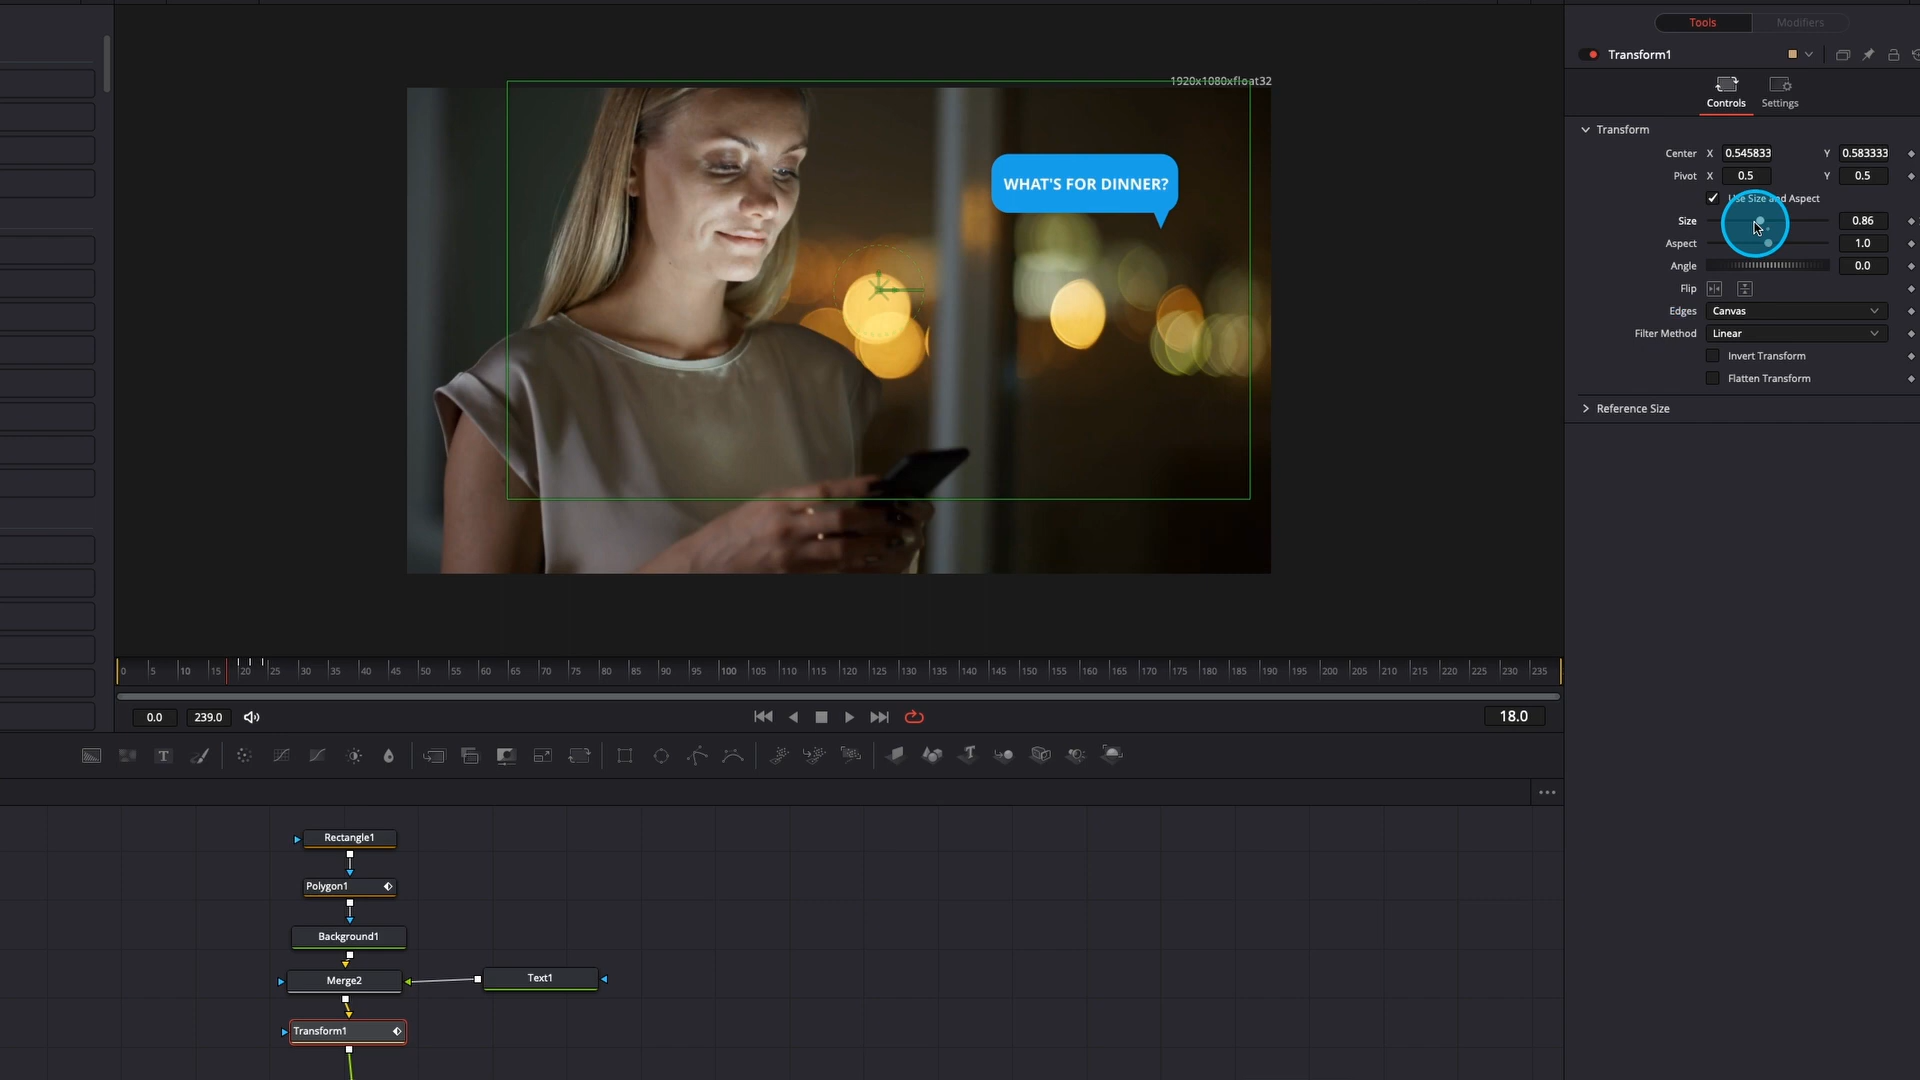 Tools
Modifiers
Transform1
Controls
Settings
Transform
Center X 0.545833 Y 0.583333
Pivot X 0.5 Y 0.5
Use Size and Aspect
Size 0.86
Aspect 1.0
Angle 0.0
Flip
Edges Canvas
Filter Method Linear
Invert Transform
Flatten Transform
Reference Size
1920x1080xfloat32
WHAT'S FOR DINNER?
0 5 10 15 20 25 30 35 40 45 50 55 60 65 70 75 80 85 90 95 100 105 110 115 120 125 130 135 140 145 150 155 160 165 170 175 180 185 190 195 200 205 210 215 220 225 230 235
0.0 239.0
18.0
Rectangle1
Polygon1
Background1
Merge2
Text1
Transform1